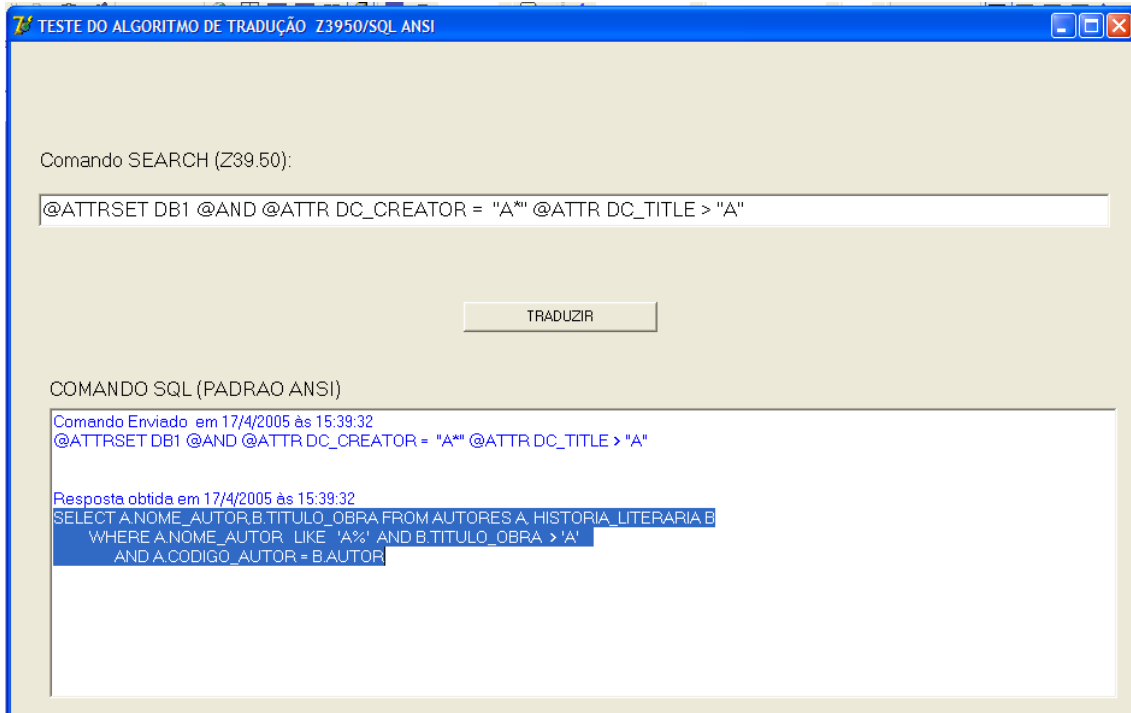 TESTE DO ALGORITMO DE TRADUÇÃO Z3950/SQL ANSI
Comando SEARCH (Z39.50):
@ATTRSET DB1 @AND @ATTR DC_CREATOR = "A*" @ATTR DC_TITLE > "A"
TRADUZIR
COMANDO SQL (PADRAO ANSI)
Comando Enviado em 17/4/2005 às 15:39:32
@ATTRSET DB1 @AND @ATTR DC_CREATOR = "A*" @ATTR DC_TITLE > "A"
Resposta obtida em 17/4/2005 às 15:39:32
SELECT A.NOME_AUTOR,B.TITULO_OBRA FROM AUTORES A, HISTORIA_LITERARIA B
WHERE A.NOME_AUTOR LIKE 'A%' AND B.TITULO_OBRA > 'A'
AND A.CODIGO_AUTOR = B.AUTOR